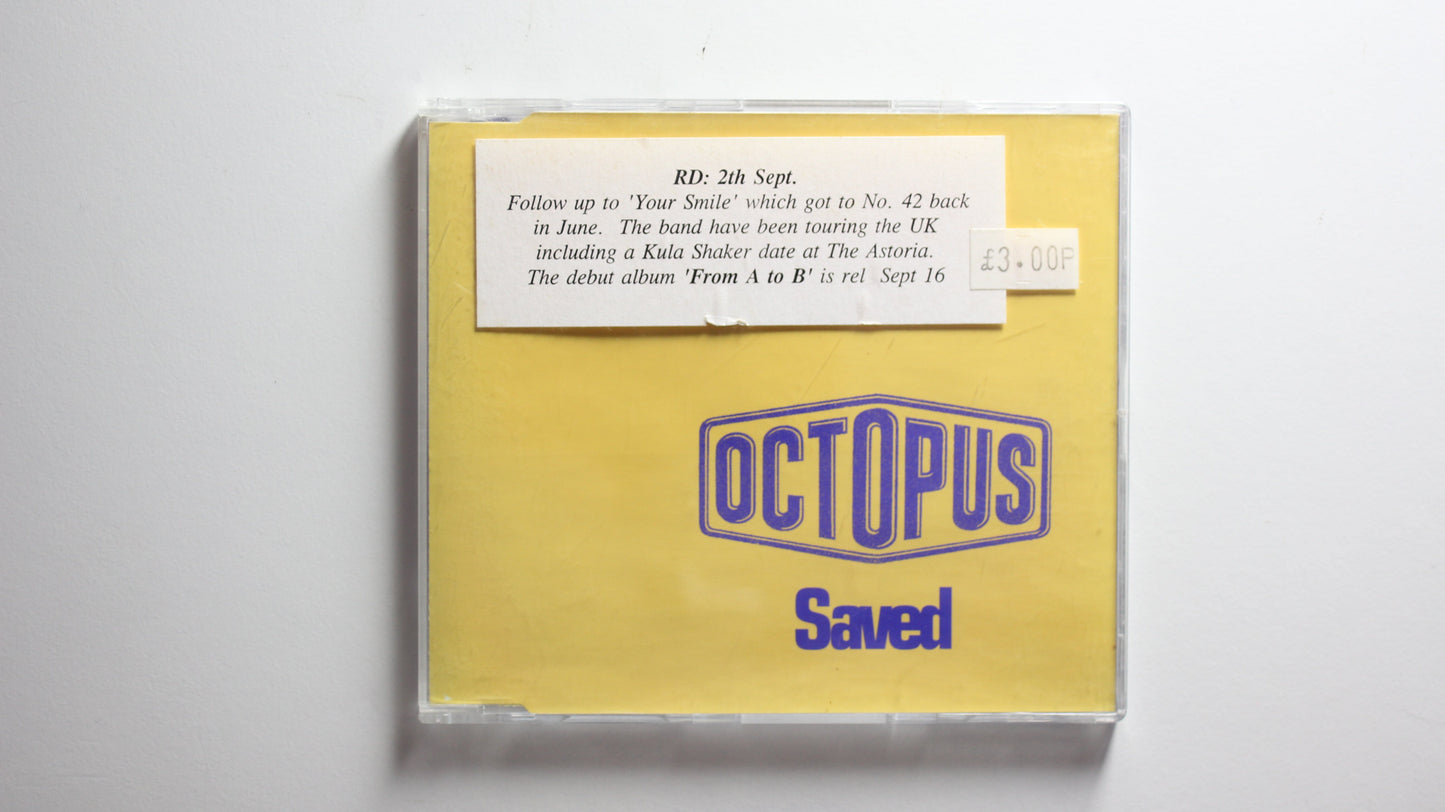 RD: 2th Sept.
Follow up to 'Your Smile' which got to No. 42 back
in June. The band have been touring the UK
including a Kula Shaker date at The Astoria.
The debut album 'From A to B' is rel Sept 16
£3.00P
OCTOPUS
Saved